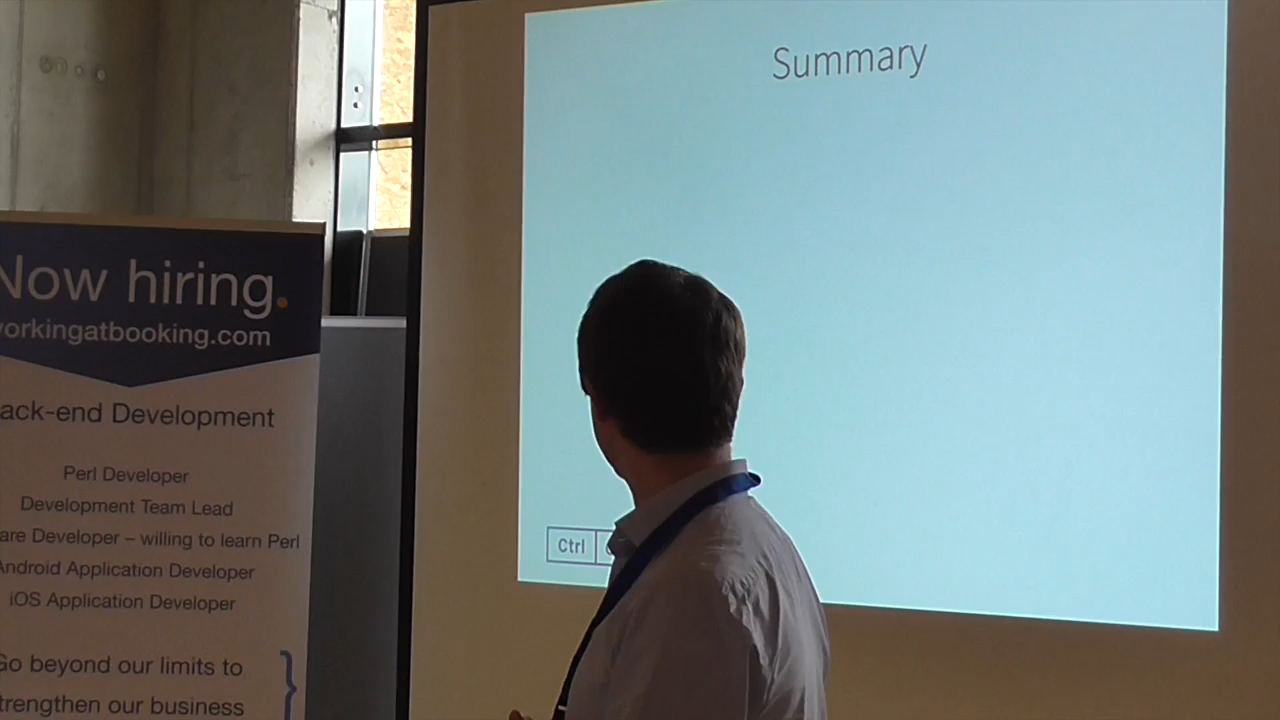 Summary
Now hiring.
workingatbooking.com
ack-end Development
Perl Developer
Development Team Lead
are Developer – willing to learn Perl
Android Application Developer
iOS Application Developer
Go beyond our limits to
trengthen our business
}
Ctrl